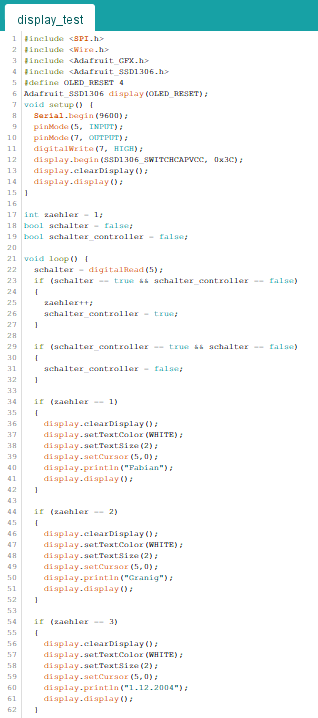 display_test
1 #include <SPI.h>
2 #include <Wire.h>
3 #include <Adafruit_GFX.h>
4 #include <Adafruit_SSD1306.h>
5 #define OLED_RESET 4
6 Adafruit_SSD1306 display(OLED_RESET);
7 void setup() {
8 Serial.begin(9600);
9 pinMode(5, INPUT);
10 pinMode(7, OUTPUT);
11 digitalWrite(7, HIGH);
12 display.begin(SSD1306_SWITCHCAPVCC, 0x3C);
13 display.clearDisplay();
14 display.display();
15 }
16
17 int zaehler = 1;
18 bool schalter = false;
19 bool schalter_controller = false;
20
21 void loop() {
22 schalter = digitalRead(5);
23 if (schalter == true && schalter_controller == false)
24 {
25 zaehler++;
26 schalter_controller = true;
27 }
28
29 if (schalter_controller == true && schalter == false)
30 {
31 schalter_controller = false;
32 }
33
34 if (zaehler == 1)
35 {
36 display.clearDisplay();
37 display.setTextColor(WHITE);
38 display.setTextSize(2);
39 display.setCursor(5,0);
40 display.println("Fabian");
41 display.display();
42 }
43
44 if (zaehler == 2)
45 {
46 display.clearDisplay();
47 display.setTextColor(WHITE);
48 display.setTextSize(2);
49 display.setCursor(5,0);
50 display.println("Granig");
51 display.display();
52 }
53
54 if (zaehler == 3)
55 {
56 display.clearDisplay();
57 display.setTextColor(WHITE);
58 display.setTextSize(2);
59 display.setCursor(5,0);
60 display.println("1.12.2004");
61 display.display();
62 }